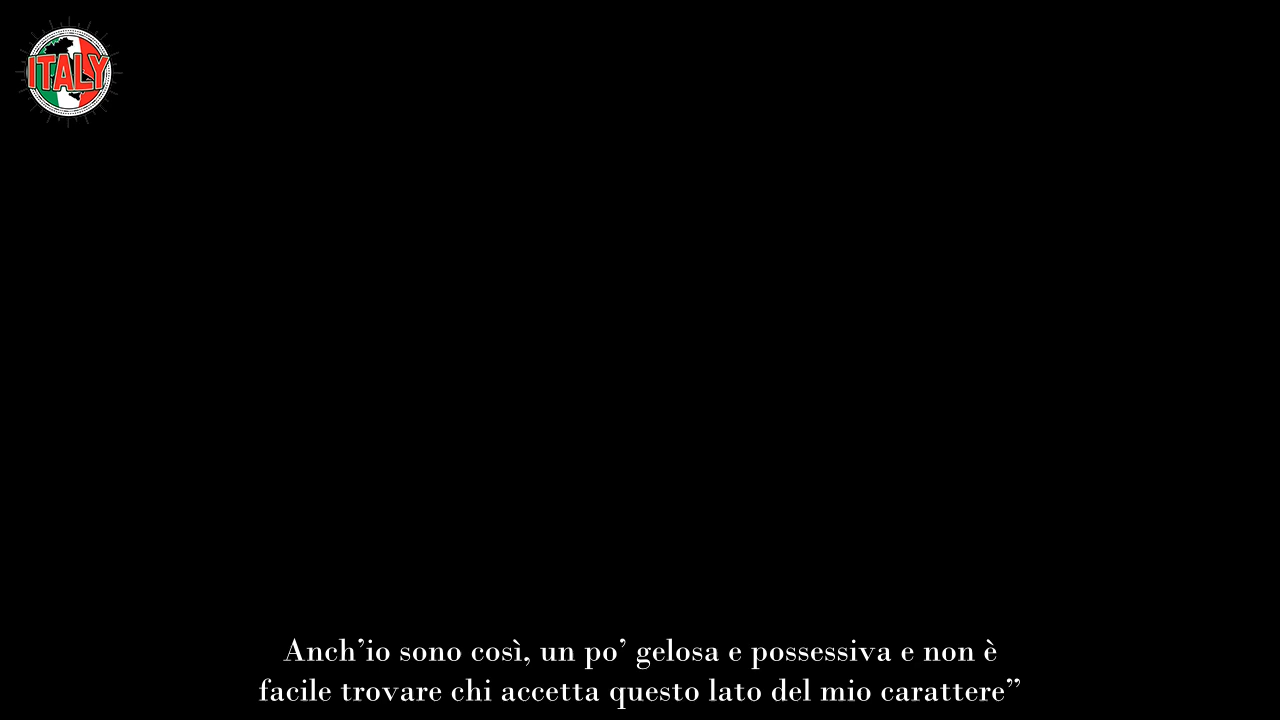 ITALY
Anch’io sono così, un po’ gelosa e possessiva e non è
facile trovare chi accetta questo lato del mio carattere”